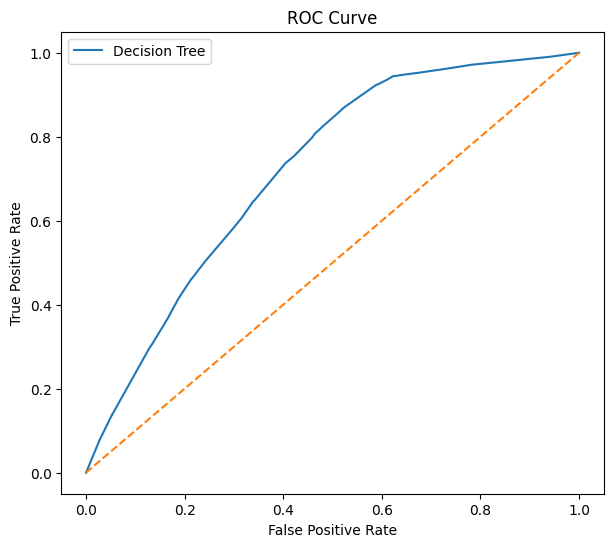 ROC Curve
Decision Tree
True Positive Rate
1.0
0.8
0.6
0.4
0.2
0.0
0.0 0.2 0.4 0.6 0.8 1.0
False Positive Rate